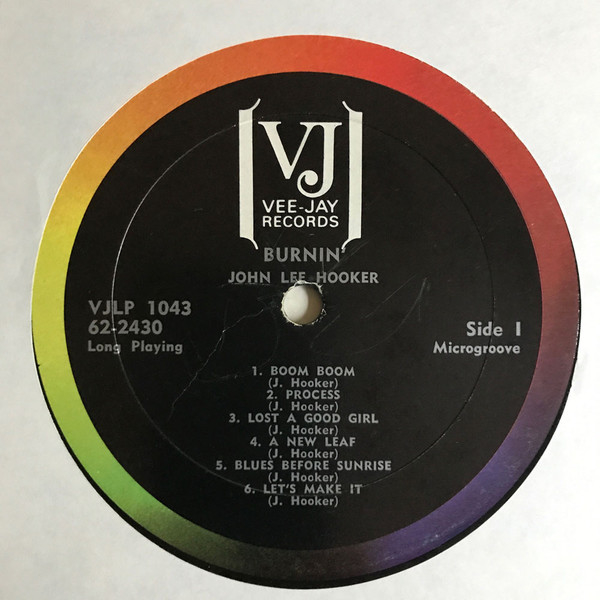 VJ
VEE-JAY
RECORDS
BURNIN'
JOHN LEE HOOKER
VJLP 1043
62-2430
Long Playing
Side I
Microgroove
1. BOOM BOOM
(J. Hooker)
2. PROCESS
(J. Hooker)
3. LOST A GOOD GIRL
(J. Hooker)
4. A NEW LEAF
(J. Hooker)
5. BLUES BEFORE SUNRISE
(J. Hooker)
6. LET'S MAKE IT
(J. Hooker)